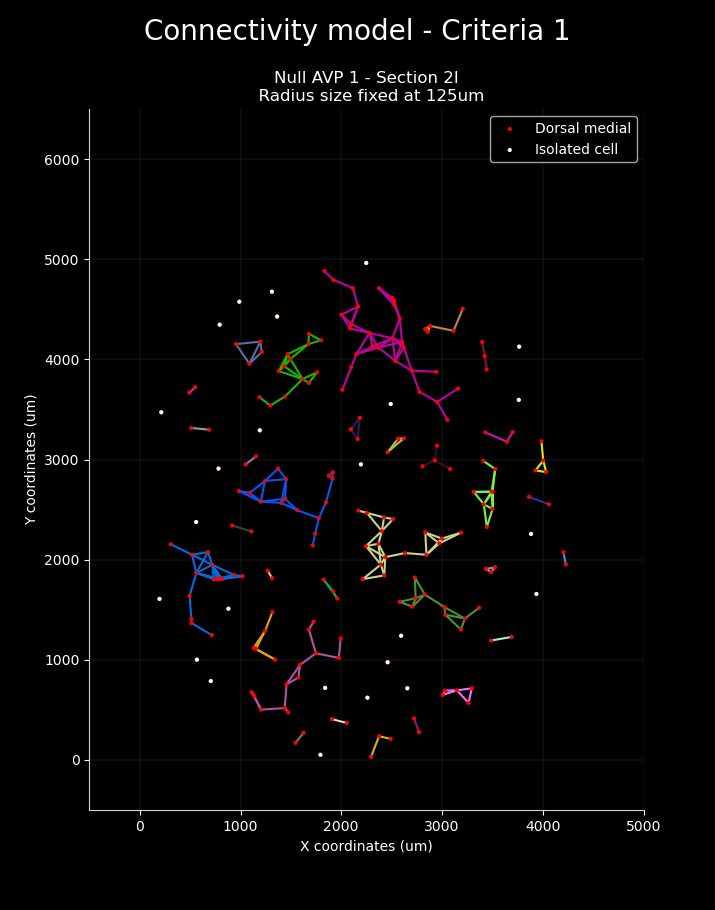 Connectivity model - Criteria 1
Null AVP 1 - Section 2I
Radius size fixed at 125um
Dorsal medial
Isolated cell
6000
5000
4000
3000
2000
1000
0
Y coordinates (um)
0 1000 2000 3000 4000 5000
X coordinates (um)